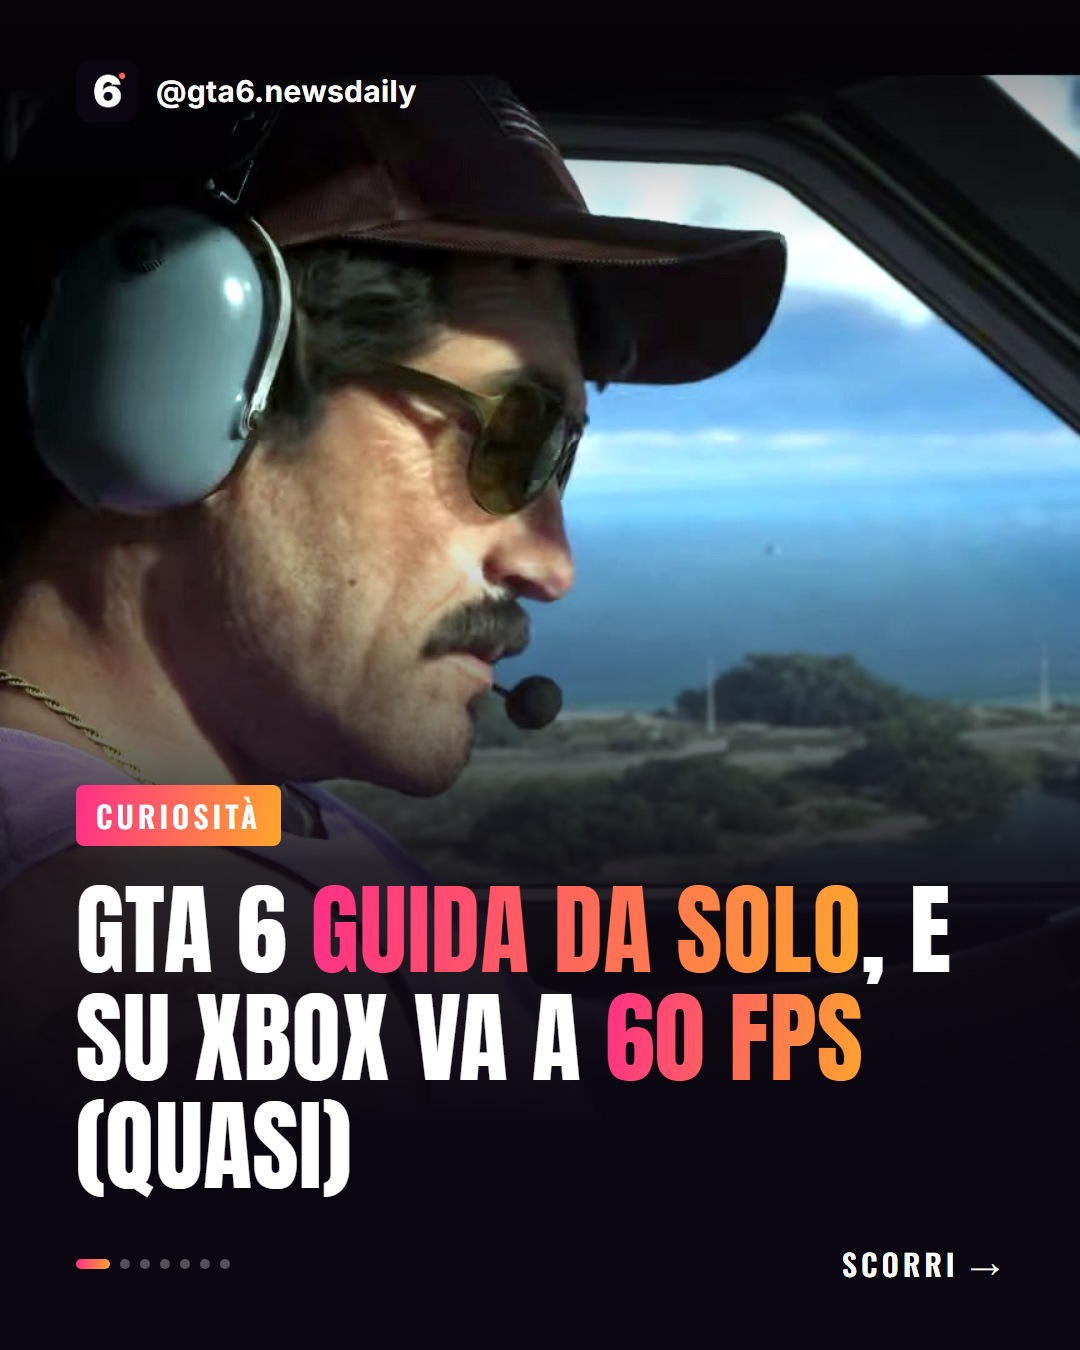 6 @gta6.newsdaily
CURIOSITÀ
GTA 6 GUIDA DA SOLO, E
SU XBOX VA A 60 FPS
(QUASI)
SCORRI →